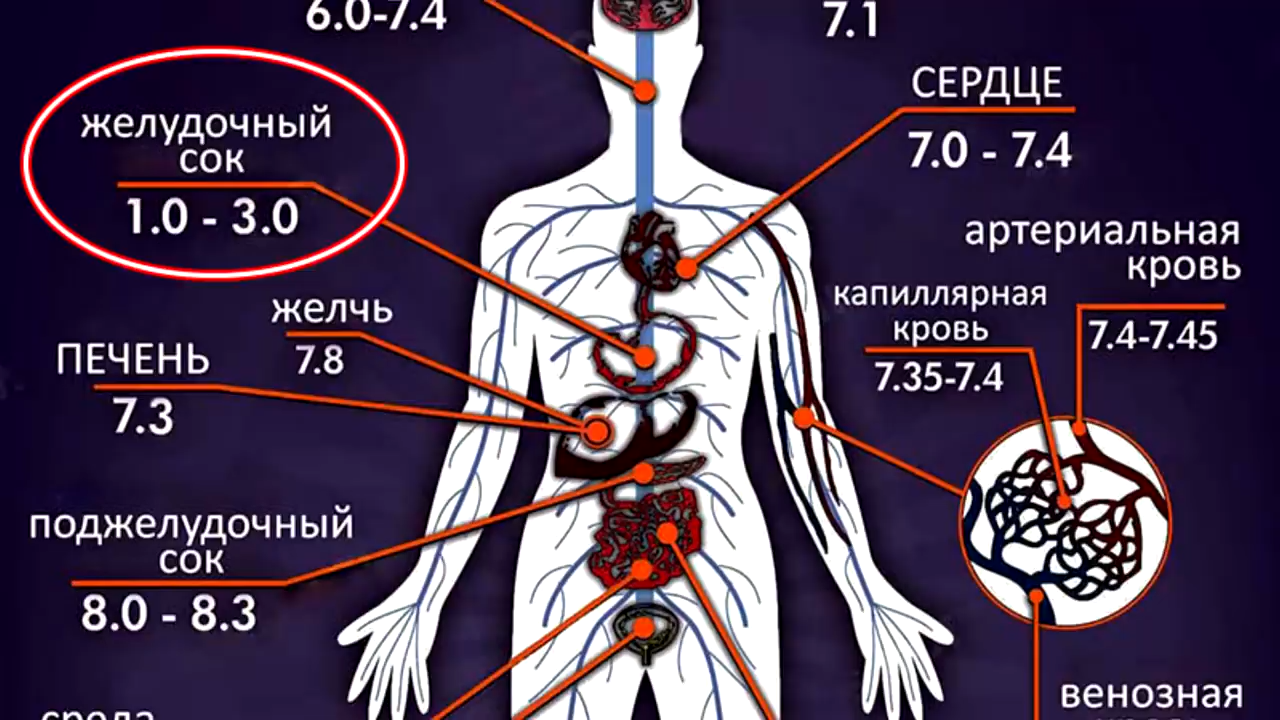 6.0-7.4
7.1
СЕРДЦЕ
7.0 - 7.4
желудочный
сок
1.0 - 3.0
артериальная
кровь
7.4-7.45
капиллярная
кровь
7.35-7.4
желчь
7.8
ПЕЧЕНЬ
7.3
поджелудочный
сок
8.0 - 8.3
венозная
среда